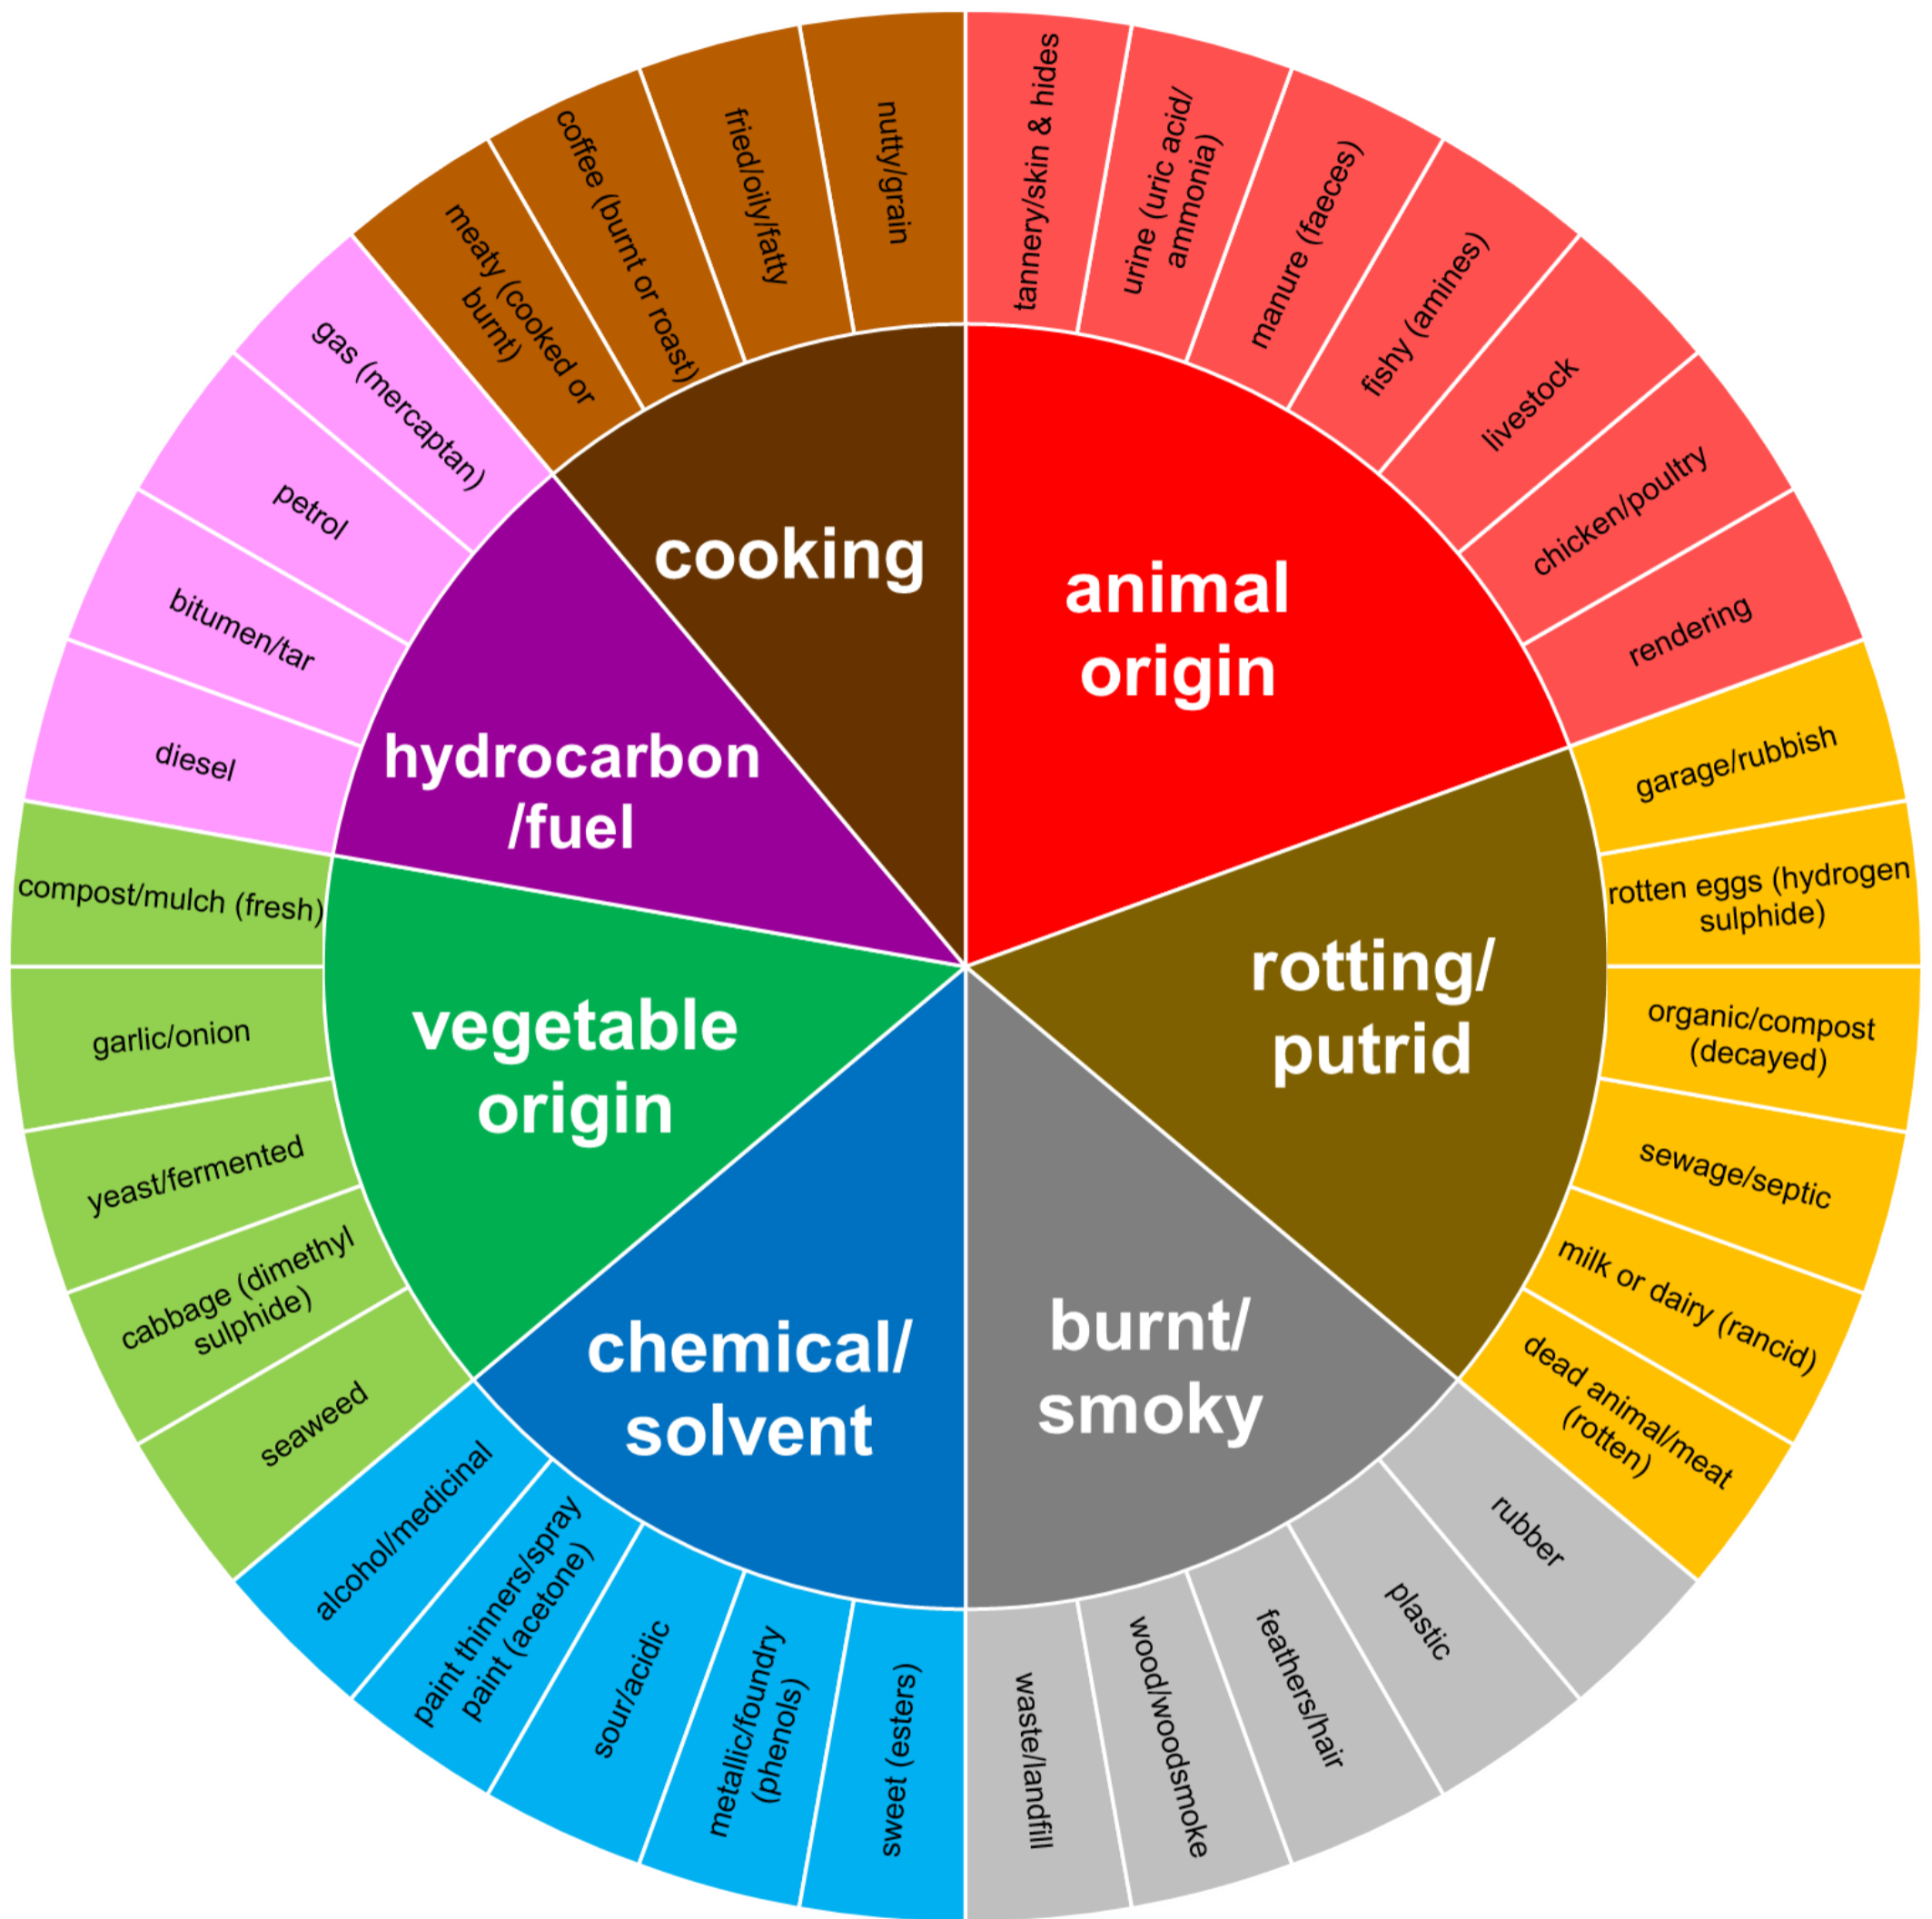 cooking
animal
origin
rotting/
putrid
burnt/
smoky
chemical/
solvent
vegetable
origin
hydrocarbon
/fuel
tannery/skin & hides
urine (uric acid/
ammonia)
manure (faeces)
fishy (amines)
livestock
chicken/poultry
rendering
garage/rubbish
rotten eggs (hydrogen
sulphide)
organic/compost
(decayed)
sewage/septic
milk or dairy (rancid)
dead animal/meat
(rotten)
rubber
plastic
feathers/hair
wood/woodsmoke
waste/landfill
sweet (esters)
metallic/foundry
(phenols)
sour/acidic
paint thinners/spray
paint (acetone)
alcohol/medicinal
seaweed
cabbage (dimethyl
sulphide)
yeast/fermented
garlic/onion
compost/mulch (fresh)
diesel
bitumen/tar
petrol
gas (mercaptan)
meaty (cooked or
burnt)
coffee (burnt or roast)
fried/oily/fatty
nutty/grain